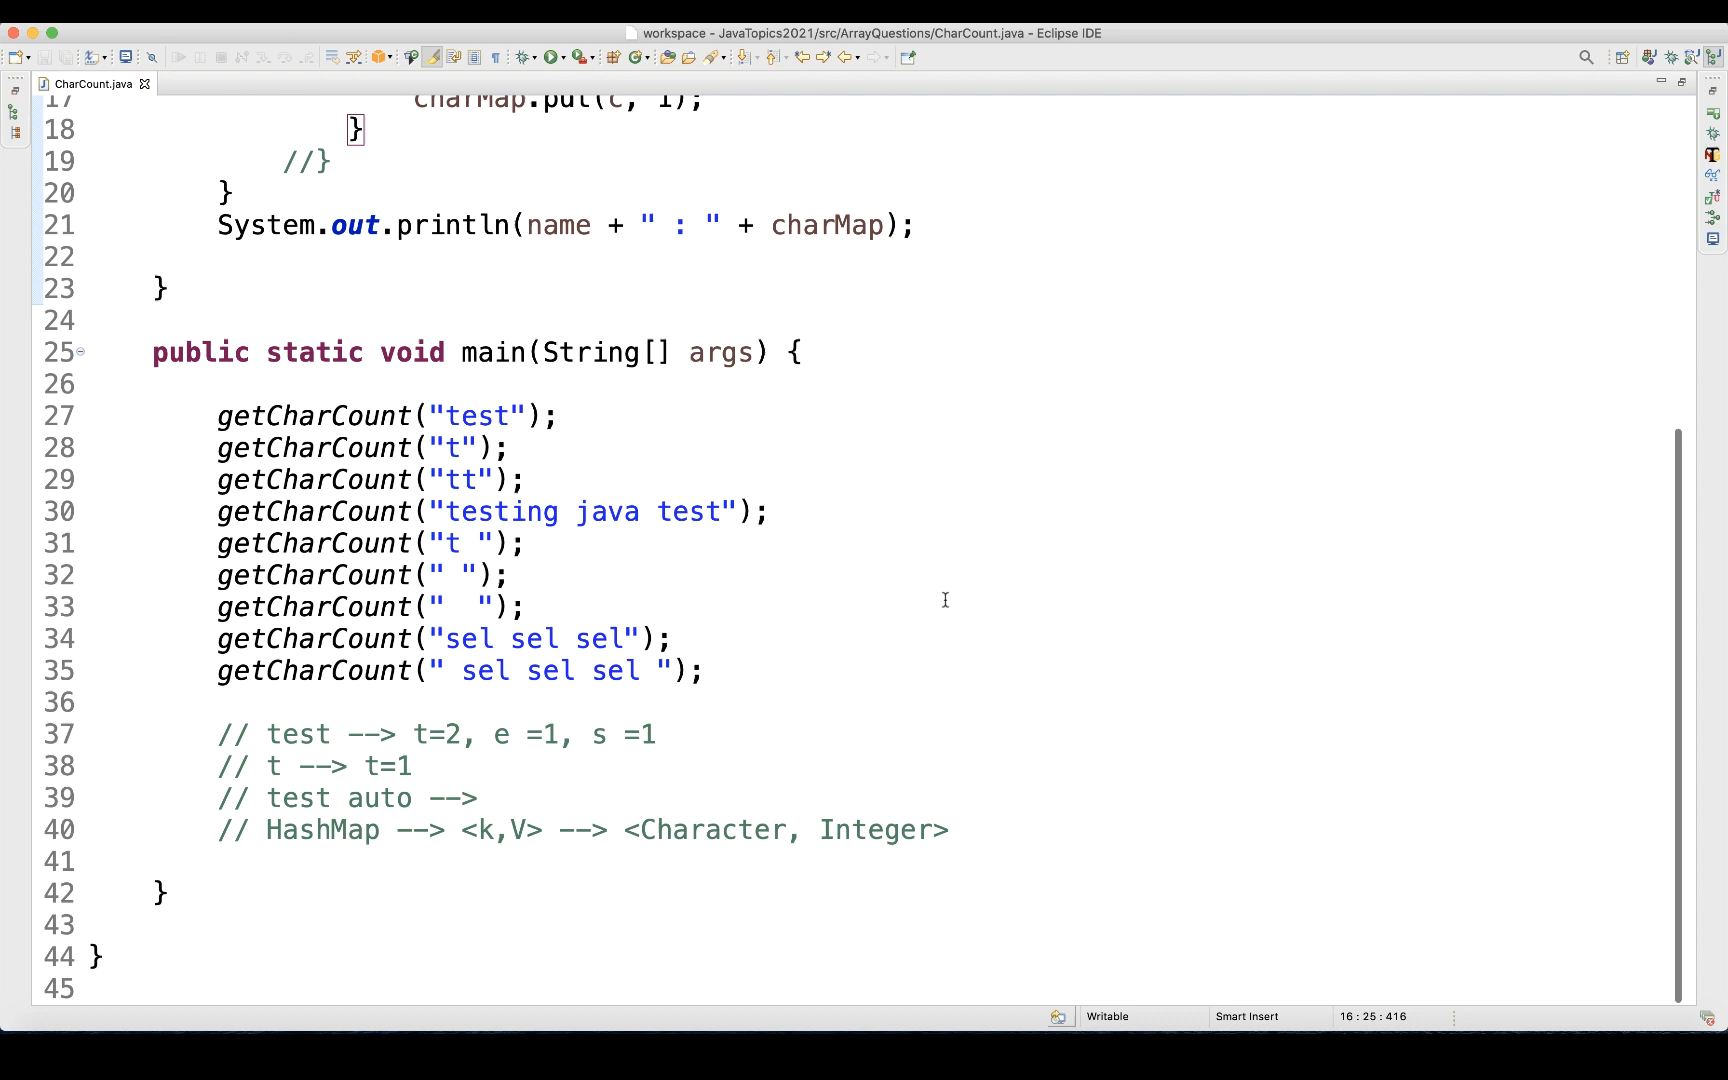 workspace - JavaTopics2021/src/ArrayQuestions/CharCount.java - Eclipse IDE
CharCount.java
17 charMap.put(c, 1);
18 }
19 //}
20 }
21 System.out.println(name + " : " + charMap);
22
23 }
24
25 public static void main(String[] args) {
26
27 getCharCount("test");
28 getCharCount("t");
29 getCharCount("tt");
30 getCharCount("testing java test");
31 getCharCount("t ");
32 getCharCount(" ");
33 getCharCount("  ");
34 getCharCount("sel sel sel");
35 getCharCount(" sel sel sel ");
36
37 // test --> t=2, e =1, s =1
38 // t --> t=1
39 // test auto -->
40 // HashMap --> <k,V> --> <Character, Integer>
41
42 }
43
44 }
45
Writable Smart Insert 16 : 25 : 416